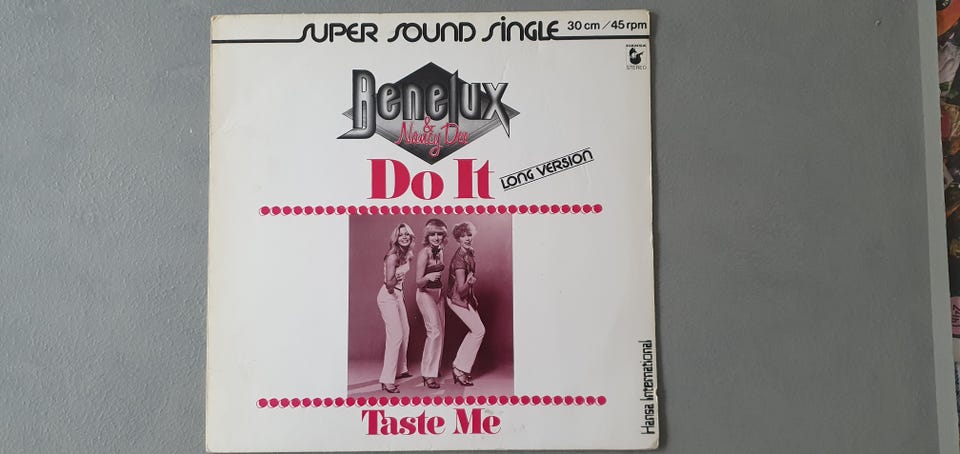 SUPER SOUND SINGLE 30 cm/45 rpm
HANSA
STEREO
Benelux
& Nancy Dee
Do It LONG VERSION
Taste Me
Hansa International